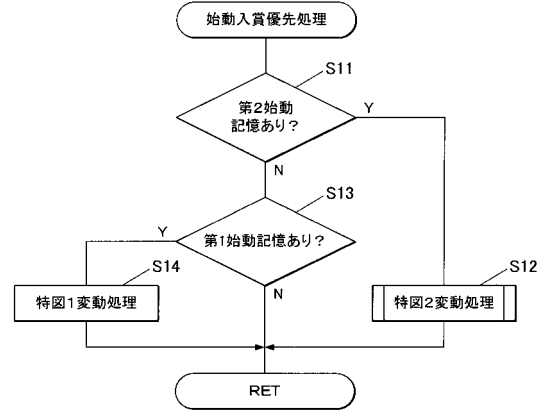 始動入賞優先処理
S11
第2始動
記憶あり？
Y
N
S13
Y
第1始動記憶あり？
S14
N
S12
特図1変動処理
特図2変動処理
RET